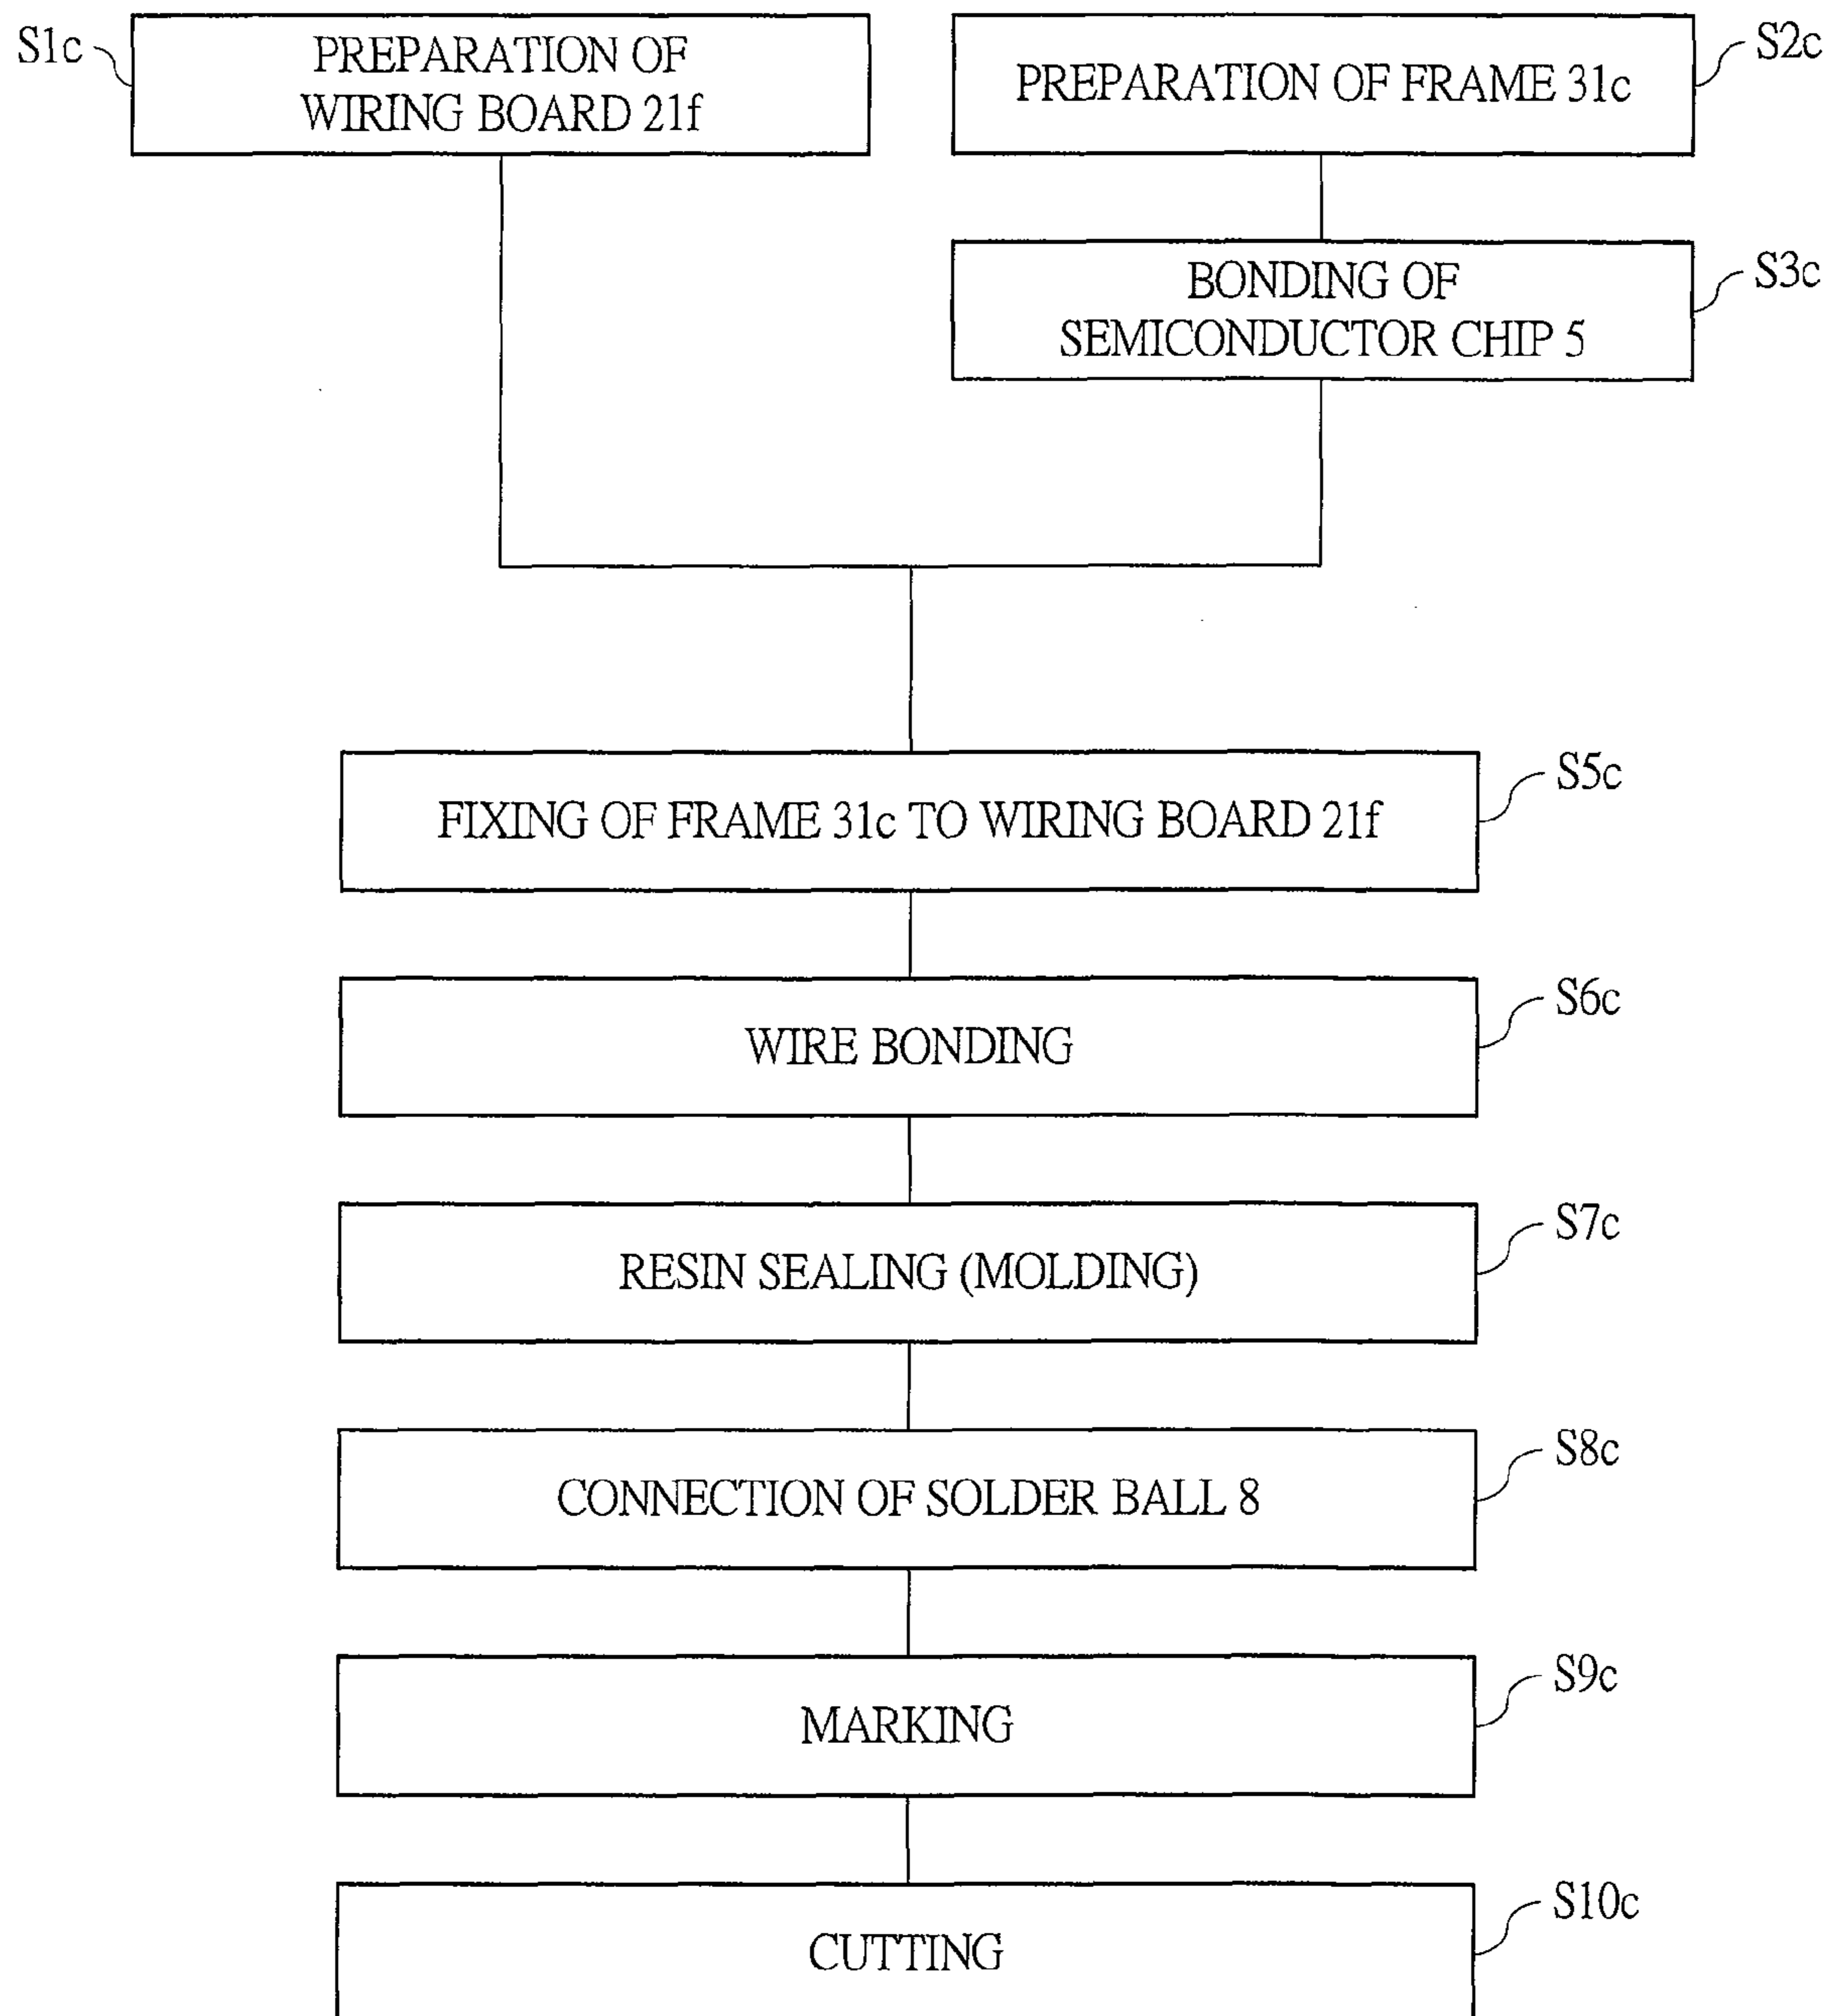 S1c
PREPARATION OF
WIRING BOARD 21f
PREPARATION OF FRAME 31c
S2c
BONDING OF
SEMICONDUCTOR CHIP 5
S3c
FIXING OF FRAME 31c TO WIRING BOARD 21f
S5c
WIRE BONDING
S6c
RESIN SEALING (MOLDING)
S7c
CONNECTION OF SOLDER BALL 8
S8c
MARKING
S9c
CUTTING
S10c